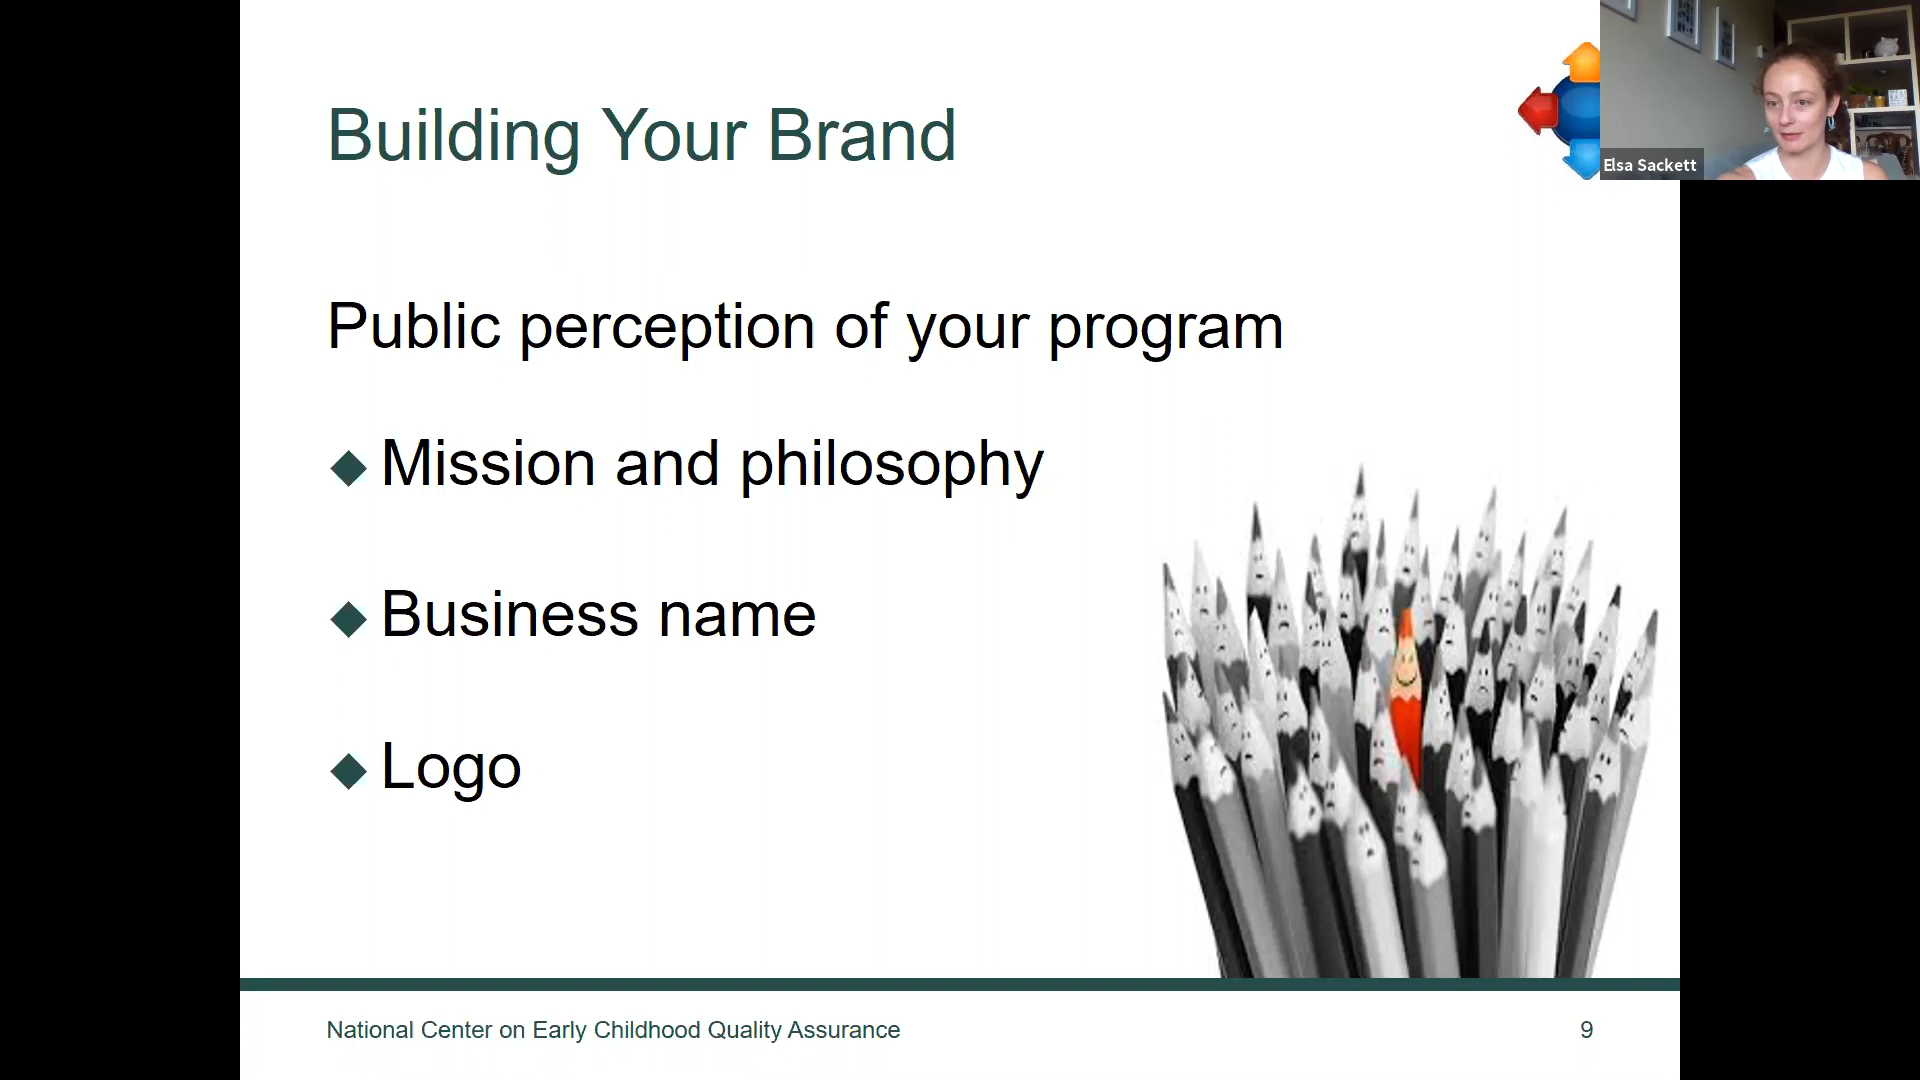 Building Your Brand
Elsa Sackett
Public perception of your program
Mission and philosophy
Business name
Logo
National Center on Early Childhood Quality Assurance
9